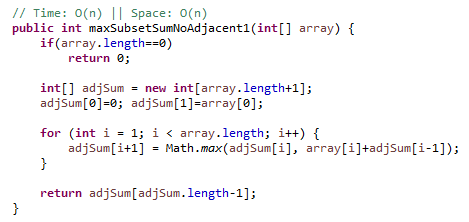 // Time: O(n) || Space: O(n)
public int maxSubsetSumNoAdjacent1(int[] array) {
    if(array.length==0)
        return 0;

    int[] adjSum = new int[array.length+1];
    adjSum[0]=0; adjSum[1]=array[0];

    for (int i = 1; i < array.length; i++) {
        adjSum[i+1] = Math.max(adjSum[i], array[i]+adjSum[i-1]);
    }

    return adjSum[adjSum.length-1];
}